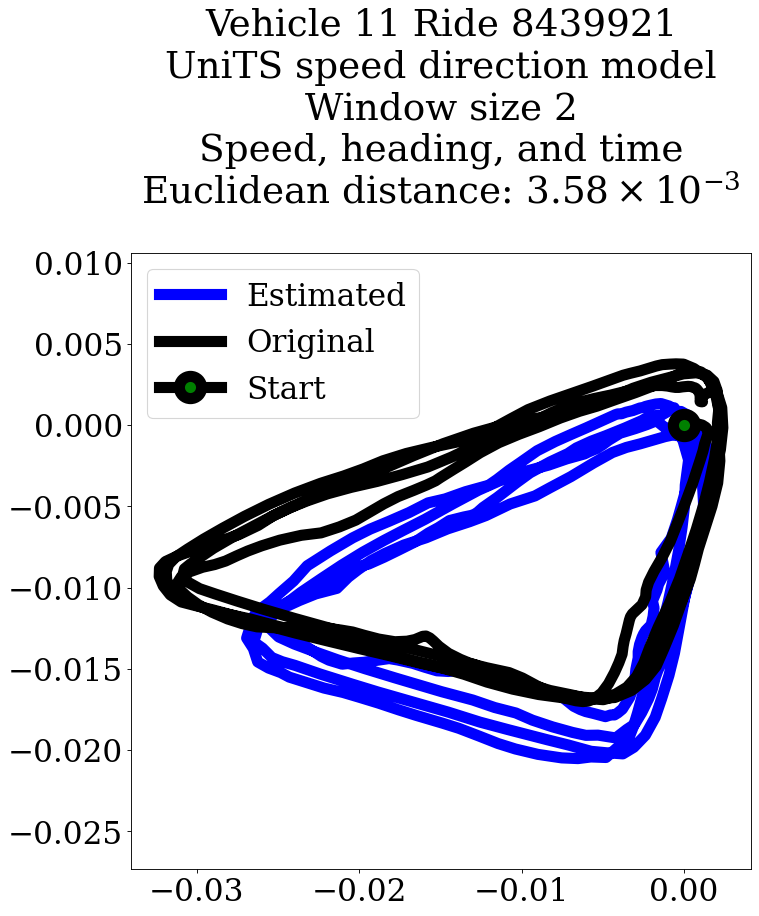 Vehicle 11 Ride 8439921
UniTS speed direction model
Window size 2
Speed, heading, and time
Euclidean distance: 3.58 × 10⁻³
0.010
0.005
0.000
−0.005
−0.010
−0.015
−0.020
−0.025
Estimated
Original
Start
−0.03
−0.02
−0.01
0.00